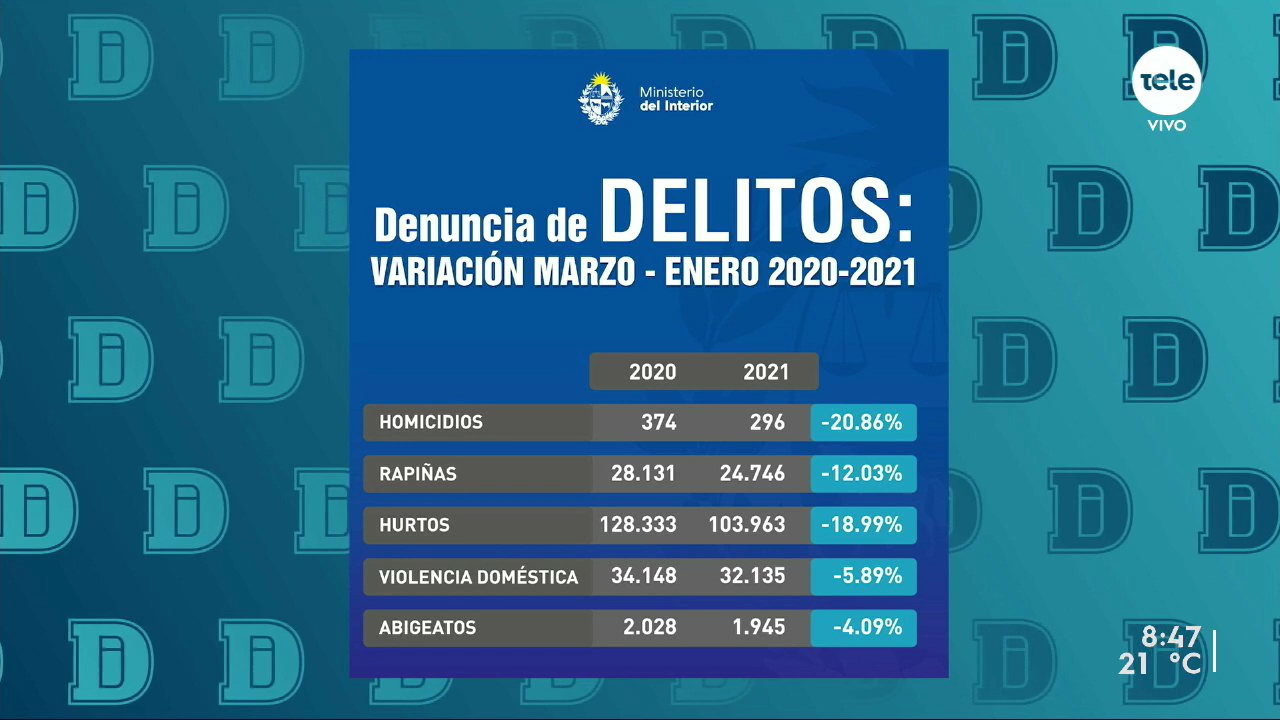 tele
VIVO
Ministerio
del Interior
Denuncia de DELITOS:
VARIACIÓN MARZO - ENERO 2020-2021
2020 2021
HOMICIDIOS 374 296 -20.86%
RAPIÑAS 28.131 24.746 -12.03%
HURTOS 128.333 103.963 -18.99%
VIOLENCIA DOMÉSTICA 34.148 32.135 -5.89%
ABIGEATOS 2.028 1.945 -4.09%
8:47
21 °C